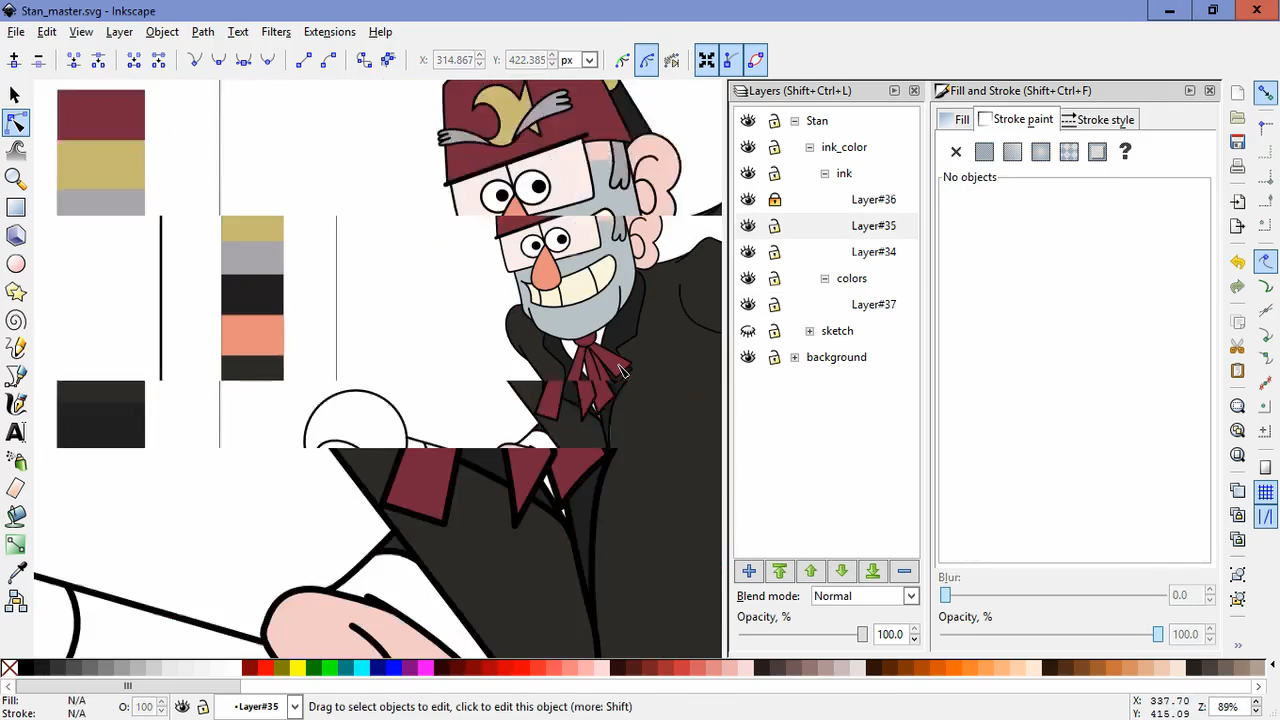 Stan_master.svg - Inkscape
File Edit View Layer Object Path Text Filters Extensions Help
X: 314.867 Y: 422.385 px
Layers (Shift+Ctrl+L)
Fill and Stroke (Shift+Ctrl+F)
Stan
Fill Stroke paint Stroke style
ink_color
?
No objects
ink
Layer#36
Layer#35
Layer#34
colors
Layer#37
sketch
background
Blur:
0.0
Blend mode: Normal
Opacity, %
100.0
Opacity, %
100.0
Fill: N/A
Stroke: N/A
O: 100
•Layer#35
Drag to select objects to edit, click to edit this object (more: Shift)
X: 337.70
Y: 415.09
Z: 89%